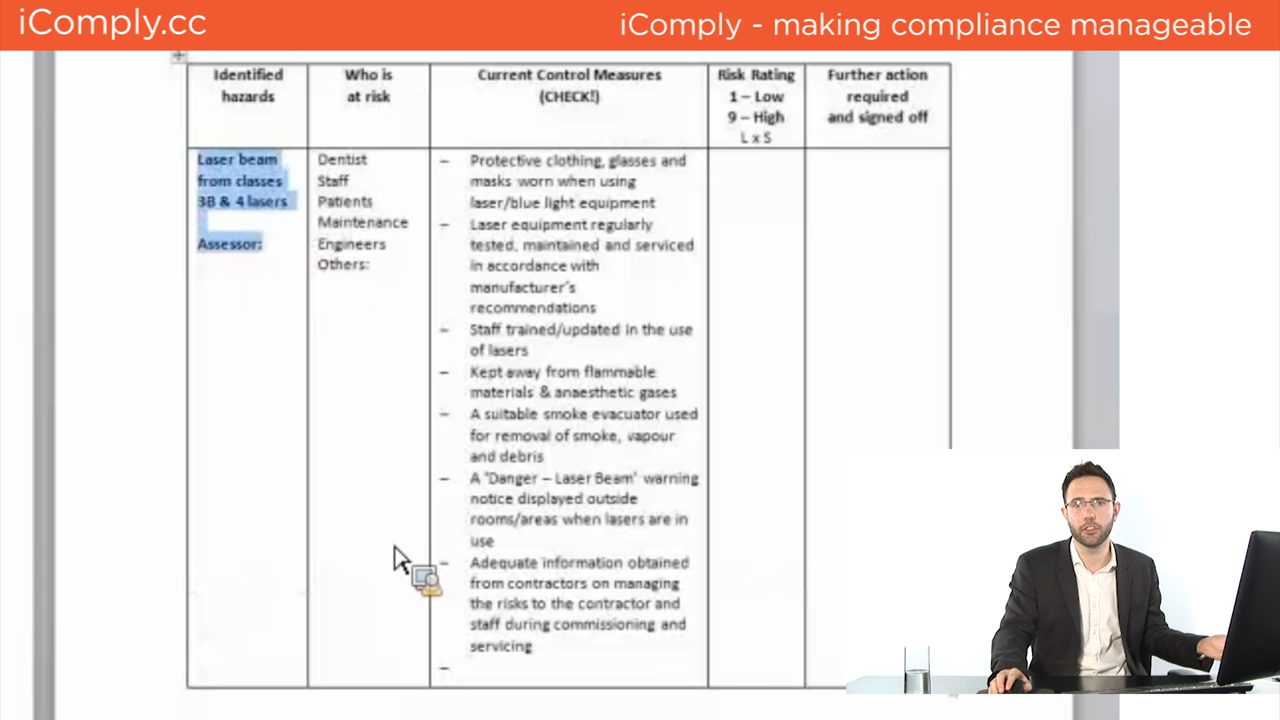 iComply.cc
iComply - making compliance manageable
Identified
hazards
Who is
at risk
Current Control Measures
(CHECK!)
Risk Rating
1 – Low
9 – High
L x S
Further action
required
and signed off
Laser beam
from classes
3B & 4 lasers
Assessor:
Dentist
Staff
Patients
Maintenance
Engineers
Others:
– Protective clothing, glasses and
masks worn when using
laser/blue light equipment
– Laser equipment regularly
tested, maintained and serviced
in accordance with
manufacturer's
recommendations
– Staff trained/updated in the use
of lasers
– Kept away from flammable
materials & anaesthetic gases
– A suitable smoke evacuator used
for removal of smoke, vapour
and debris
– A 'Danger – Laser Beam' warning
notice displayed outside
rooms/areas when lasers are in
use
– Adequate information obtained
from contractors on managing
the risks to the contractor and
staff during commissioning and
servicing
–